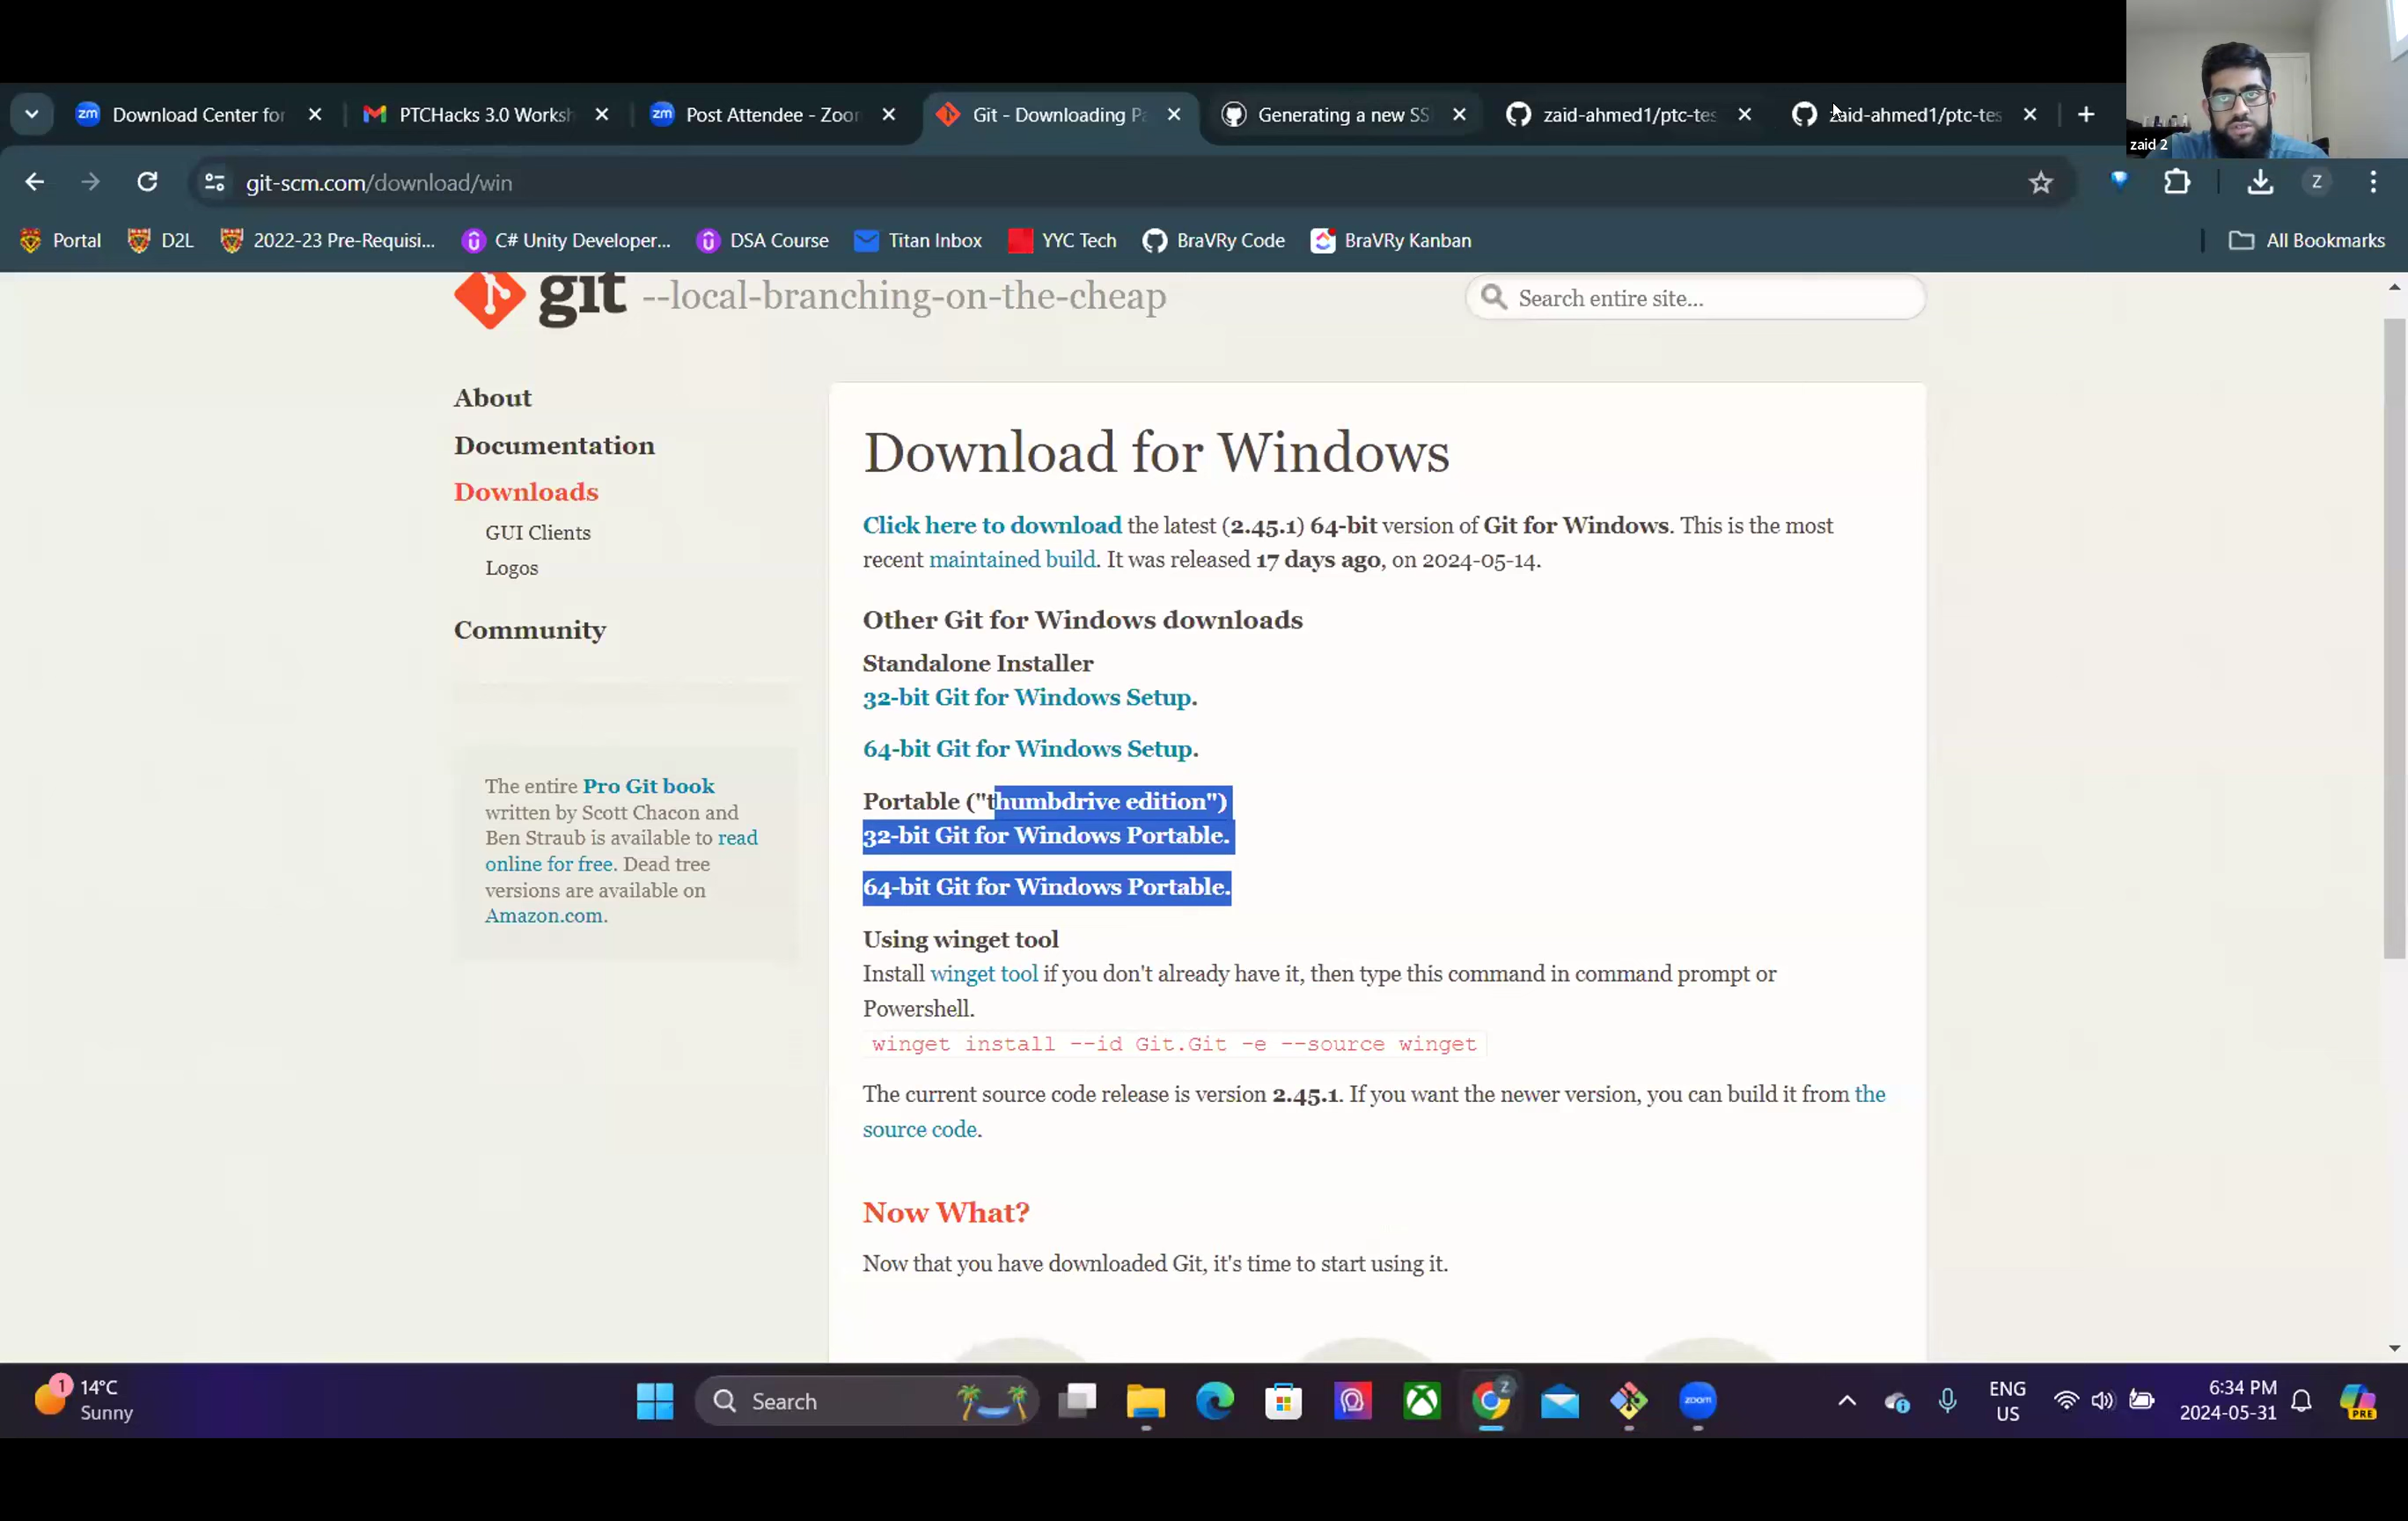 Download Center for
PTCHacks 3.0 Worksh
Post Attendee - Zoom
Git - Downloading Pa
Generating a new SS
zaid-ahmed1/ptc-tes
zaid-ahmed1/ptc-tes
zaid 2
git-scm.com/download/win
Z
Portal
D2L
2022-23 Pre-Requisi...
C# Unity Developer...
DSA Course
Titan Inbox
YYC Tech
BraVRy Code
BraVRy Kanban
All Bookmarks
git --local-branching-on-the-cheap
Search entire site...
About
Documentation
Downloads
GUI Clients
Logos
Community
The entire Pro Git book
written by Scott Chacon and
Ben Straub is available to read
online for free. Dead tree
versions are available on
Amazon.com.
Download for Windows
Click here to download the latest (2.45.1) 64-bit version of Git for Windows. This is the most
recent maintained build. It was released 17 days ago, on 2024-05-14.
Other Git for Windows downloads
Standalone Installer
32-bit Git for Windows Setup.
64-bit Git for Windows Setup.
Portable ("thumbdrive edition")
32-bit Git for Windows Portable.
64-bit Git for Windows Portable.
Using winget tool
Install winget tool if you don't already have it, then type this command in command prompt or
Powershell.
winget install --id Git.Git -e --source winget
The current source code release is version 2.45.1. If you want the newer version, you can build it from the
source code.
Now What?
Now that you have downloaded Git, it's time to start using it.
1
14°C
Sunny
Search
Z
zoom
ENG
US
6:34 PM
2024-05-31
PRE